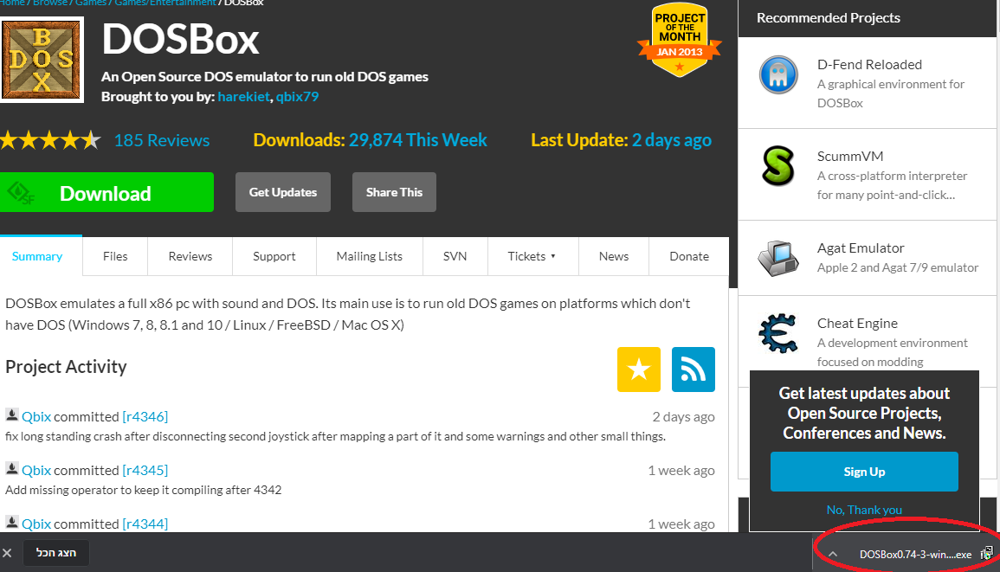 Home / Browse / Games / Games/Entertainment / DOSBox
DOSBox
B
DOS
X
An Open Source DOS emulator to run old DOS games
Brought to you by: harekiet, qbix79
PROJECT
OF THE
MONTH
JAN 2013
185 Reviews
Downloads: 29,874 This Week
Last Update: 2 days ago
SF
Download
Get Updates
Share This
Summary
Files
Reviews
Support
Mailing Lists
SVN
Tickets
News
Donate
DOSBox emulates a full x86 pc with sound and DOS. Its main use is to run old DOS games on platforms which don't
have DOS (Windows 7, 8, 8.1 and 10 / Linux / FreeBSD / Mac OS X)
Project Activity
Qbix committed [r4346]
2 days ago
fix long standing crash after disconnecting second joystick after mapping a part of it and some warnings and other small things.
Qbix committed [r4345]
1 week ago
Add missing operator to keep it compiling after 4342
Qbix committed [r4344]
1 week ago
Recommended Projects
D-Fend Reloaded
A graphical environment for
DOSBox
ScummVM
A cross-platform interpreter
for many point-and-click...
Agat Emulator
Apple 2 and Agat 7/9 emulator
Cheat Engine
A development environment
focused on modding
Get latest updates about
Open Source Projects,
Conferences and News.
Sign Up
No, Thank you
הצג הכל
DOSBox0.74-3-win....exe